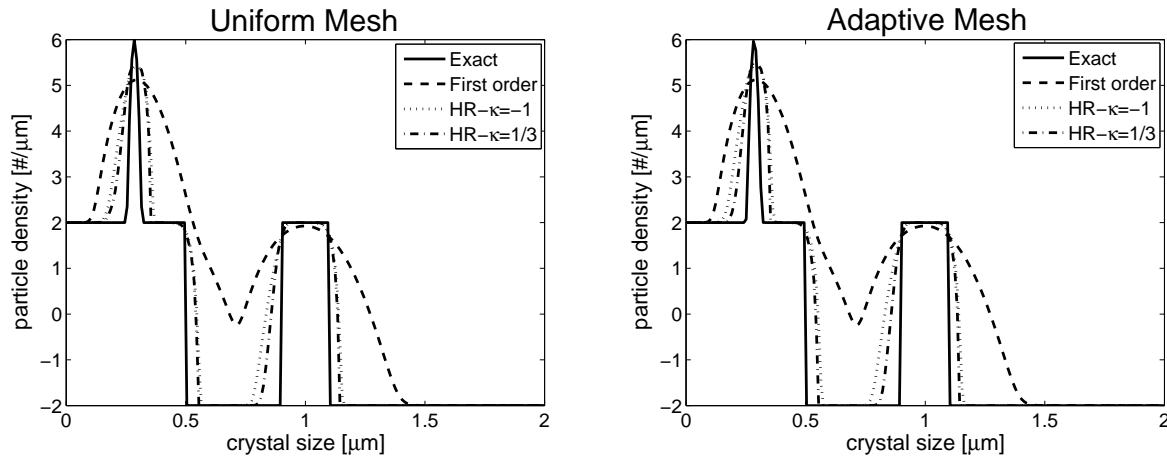 Uniform Mesh
6
5
4
3
2
1
0
−1
−2
particle density [#/μm]
Exact
First order
HR−κ=−1
HR−κ=1/3
0
0.5
1
1.5
2
crystal size [μm]
Adaptive Mesh
6
5
4
3
2
1
0
−1
−2
particle density [#/μm]
Exact
First order
HR−κ=−1
HR−κ=1/3
0
0.5
1
1.5
2
crystal size [μm]